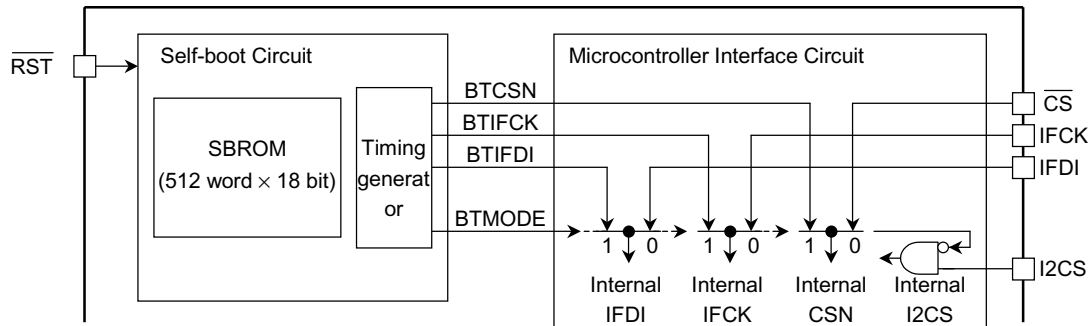 Self-boot Circuit
Microcontroller Interface Circuit
RST
BTCSN
CS
SBROM
(512 word × 18 bit)
Timing
generat
or
BTIFCK
IFCK
BTIFDI
IFDI
BTMODE
1 0 1 0 1 0
I2CS
Internal
IFDI
Internal
IFCK
Internal
CSN
Internal
I2CS